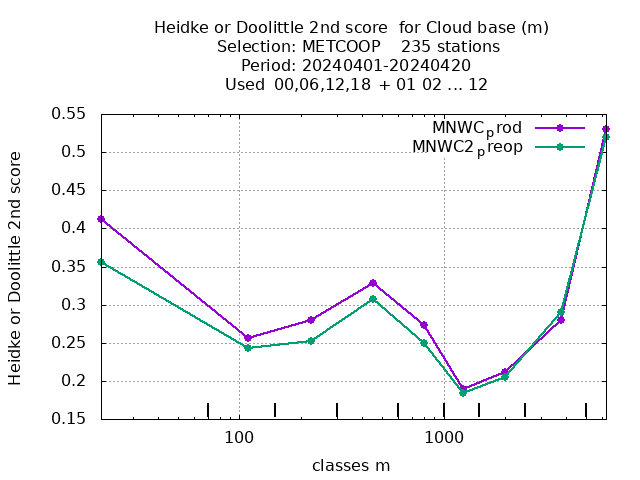 Heidke or Doolittle 2nd score  for Cloud base (m)
Selection: METCOOP    235 stations
Period: 20240401-20240420
Used  00,06,12,18 + 01 02 ... 12
MNWC_prod
MNWC2_preop
Heidke or Doolittle 2nd score
0.55
0.5
0.45
0.4
0.35
0.3
0.25
0.2
0.15
100
1000
classes m